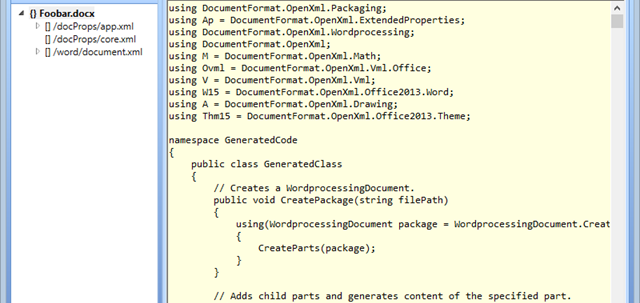 {} Foobar.docx
[] /docProps/app.xml
[] /docProps/core.xml
[] /word/document.xml
using DocumentFormat.OpenXml.Packaging;
using Ap = DocumentFormat.OpenXml.ExtendedProperties;
using DocumentFormat.OpenXml.Wordprocessing;
using DocumentFormat.OpenXml;
using M = DocumentFormat.OpenXml.Math;
using Ovml = DocumentFormat.OpenXml.Vml.Office;
using V = DocumentFormat.OpenXml.Vml;
using W15 = DocumentFormat.OpenXml.Office2013.Word;
using A = DocumentFormat.OpenXml.Drawing;
using Thm15 = DocumentFormat.OpenXml.Office2013.Theme;
namespace GeneratedCode
{
public class GeneratedClass
{
// Creates a WordprocessingDocument.
public void CreatePackage(string filePath)
{
using(WordprocessingDocument package = WordprocessingDocument.Creat
{
CreateParts(package);
}
}
// Adds child parts and generates content of the specified part.